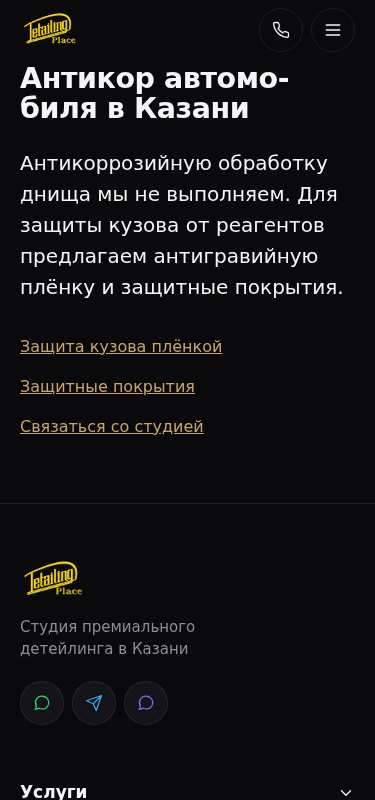 Detailing
Place
Антикор автомо-
биля в Казани
Антикоррозийную обработку
днища мы не выполняем. Для
защиты кузова от реагентов
предлагаем антигравийную
плёнку и защитные покрытия.
Защита кузова плёнкой
Защитные покрытия
Связаться со студией
Detailing
Place
Студия премиального
детейлинга в Казани
Услуги